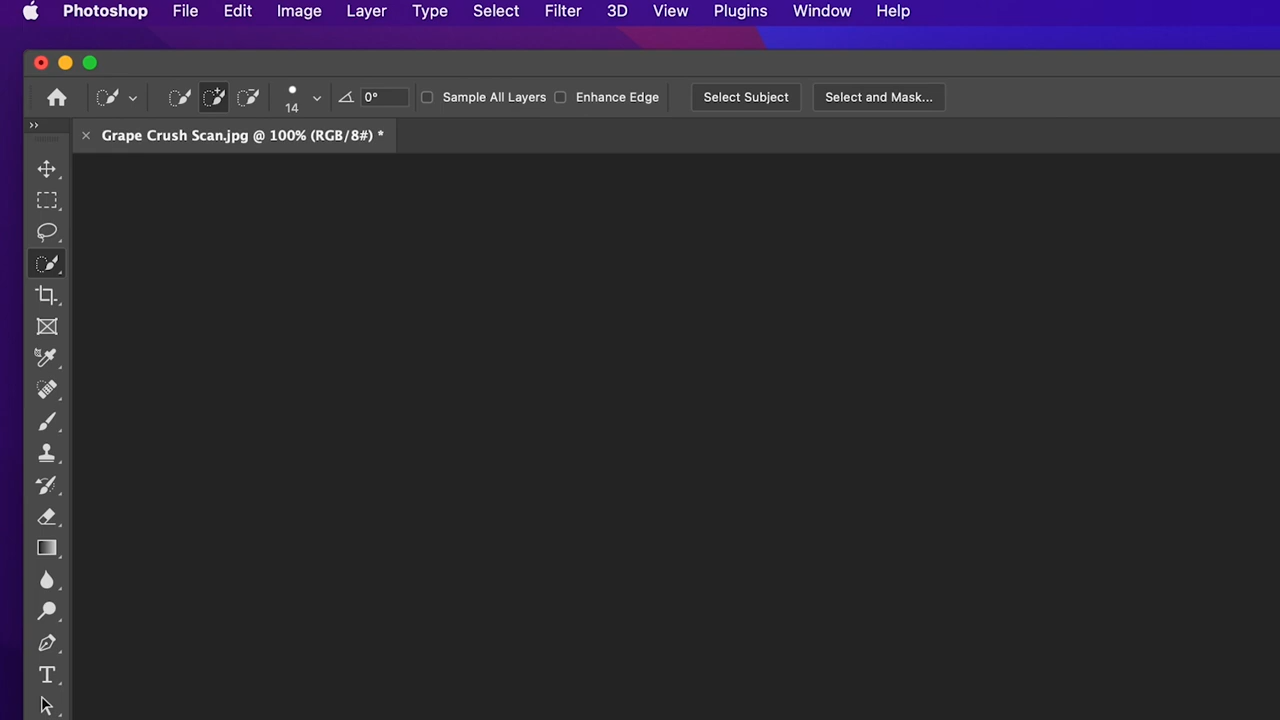 Photoshop File Edit Image Layer Type Select Filter 3D View Plugins Window Help
14 0° Sample All Layers Enhance Edge Select Subject Select and Mask...
Grape Crush Scan.jpg @ 100% (RGB/8#) *